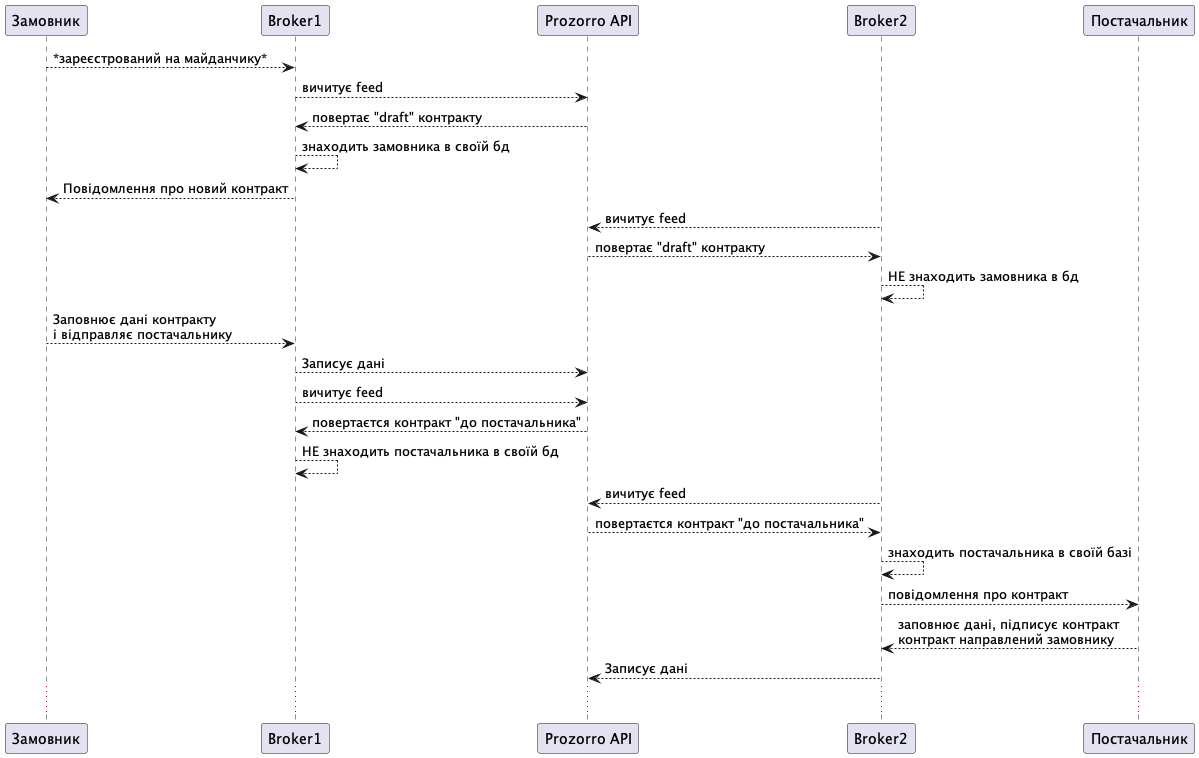 Замовник
Broker1
Prozorro API
Broker2
Постачальник
*зареєстрований на майданчику*
вичитує feed
повертає "draft" контракту
знаходить замовника в своїй бд
Повідомлення про новий контракт
вичитує feed
повертає "draft" контракту
НЕ знаходить замовника в бд
Заповнює дані контракту
і відправляє постачальнику
Записує дані
вичитує feed
повертаєтся контракт "до постачальника"
НЕ знаходить постачальника в своїй бд
вичитує feed
повертаєтся контракт "до постачальника"
знаходить постачальника в своїй базі
повідомлення про контракт
заповнює дані, підписує контракт
контракт направлений замовнику
Записує дані
Замовник
Broker1
Prozorro API
Broker2
Постачальник